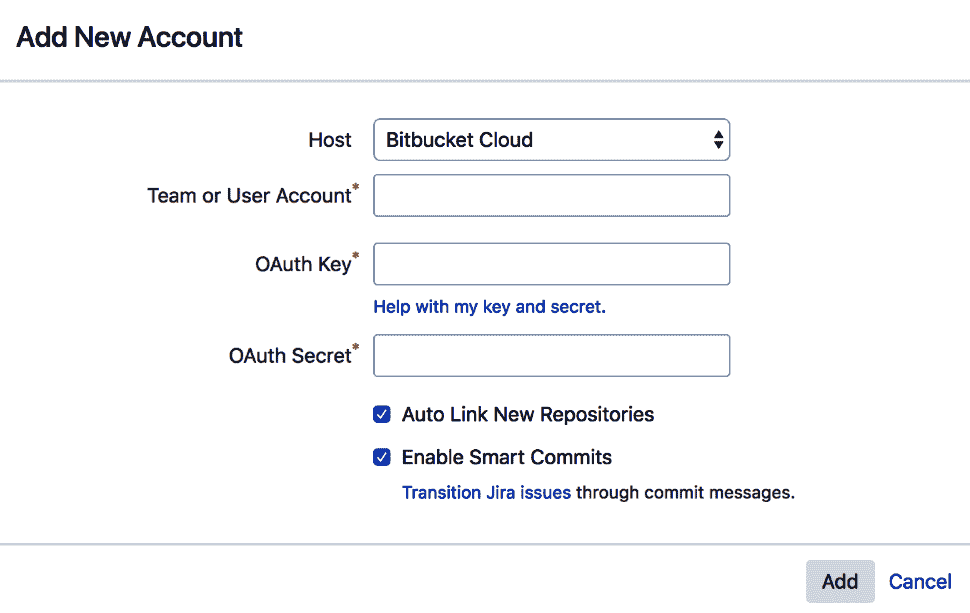 Add New Account
Host Bitbucket Cloud
Team or User Account*
OAuth Key*
Help with my key and secret.
OAuth Secret*
Auto Link New Repositories
Enable Smart Commits
Transition Jira issues through commit messages.
Add Cancel